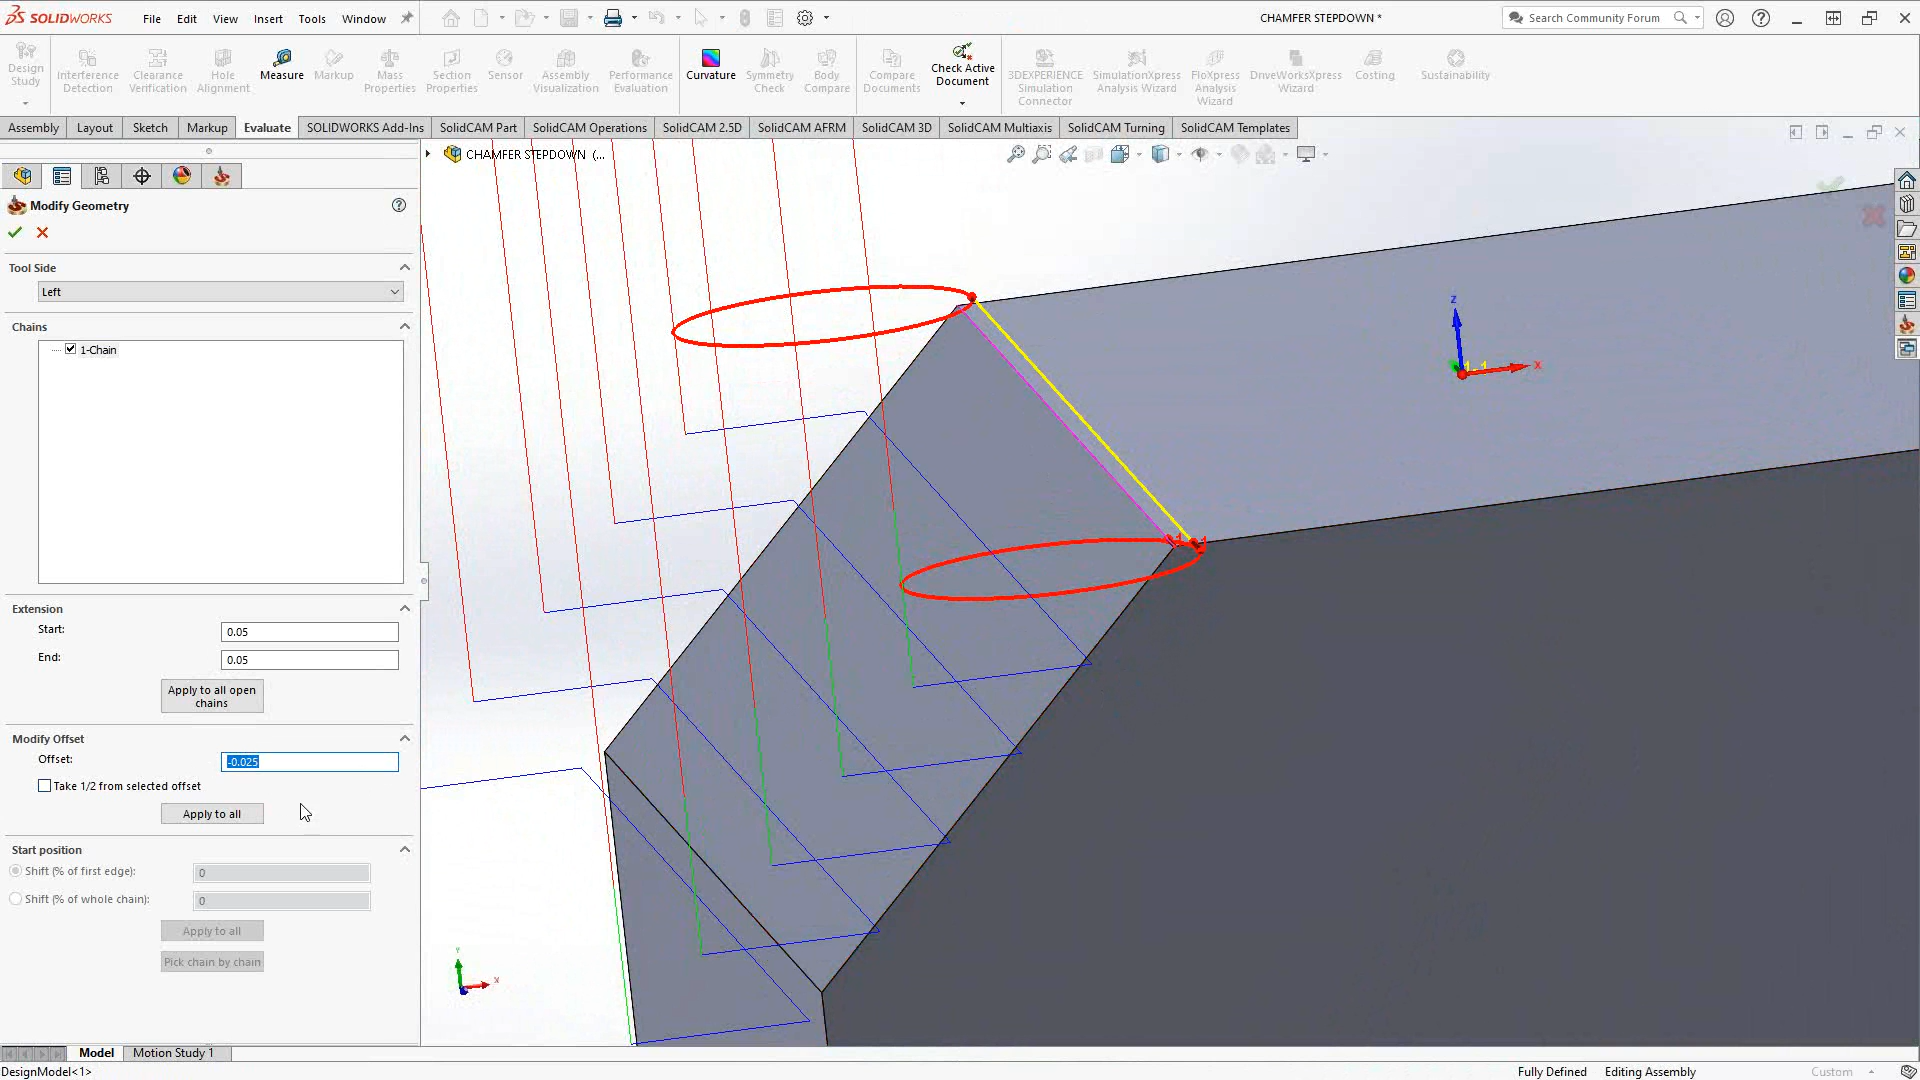 SOLIDWORKS
File
Edit
View
Insert
Tools
Window
CHAMFER STEPDOWN *
Search Community Forum
Design Study
Interference Detection
Clearance Verification
Hole Alignment
Measure
Markup
Mass Properties
Section Properties
Sensor
Assembly Visualization
Performance Evaluation
Curvature
Symmetry Check
Body Compare
Compare Documents
Check Active Document
3DEXPERIENCE Simulation Connector
SimulationXpress Analysis Wizard
FloXpress Analysis Wizard
DriveWorksXpress Wizard
Costing
Sustainability
Assembly
Layout
Sketch
Markup
Evaluate
SOLIDWORKS Add-Ins
SolidCAM Part
SolidCAM Operations
SolidCAM 2.5D
SolidCAM AFRM
SolidCAM 3D
SolidCAM Multiaxis
SolidCAM Turning
SolidCAM Templates
CHAMFER STEPDOWN (...
Modify Geometry
Tool Side
Left
Chains
1-Chain
Extension
Start:
0.05
End:
0.05
Apply to all open
chains
Modify Offset
Offset:
-0.025
Take 1/2 from selected offset
Apply to all
Start position
Shift (% of first edge):
0
Shift (% of whole chain):
0
Apply to all
Pick chain by chain
Z
X
Y
X
Model
Motion Study 1
DesignModel<1>
Fully Defined
Editing Assembly
Custom